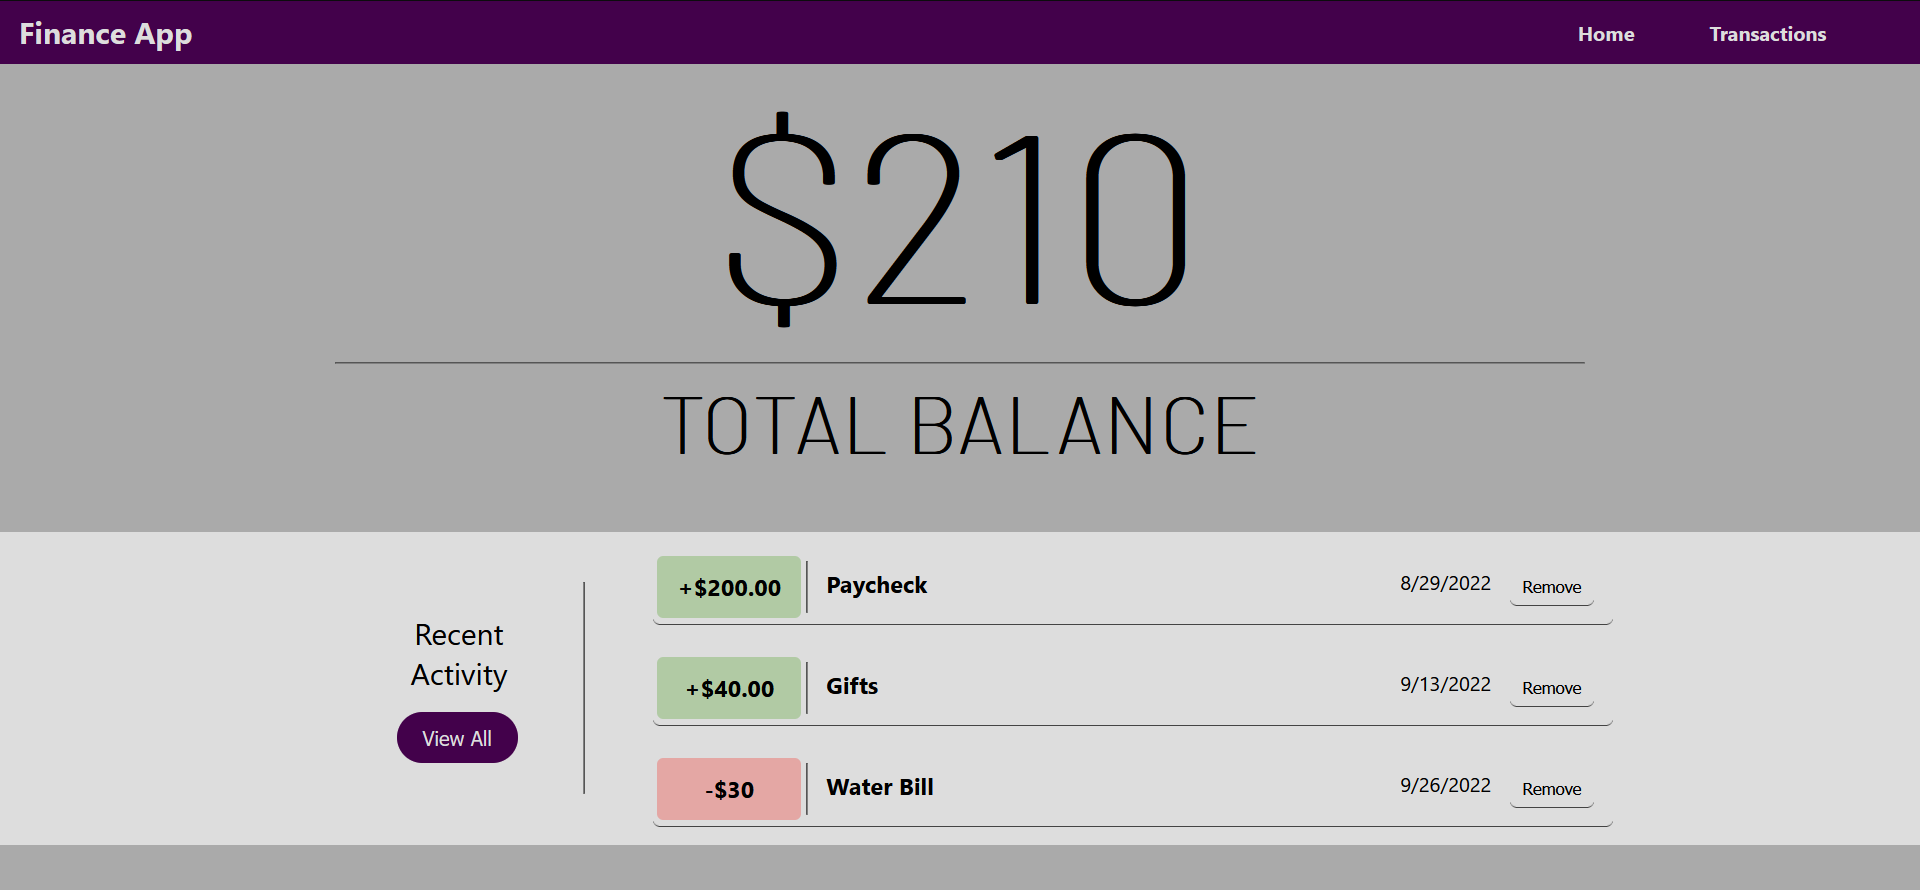 Finance App
Home
Transactions
$210
TOTAL BALANCE
Recent
Activity
View All
+$200.00
Paycheck
8/29/2022
Remove
+$40.00
Gifts
9/13/2022
Remove
-$30
Water Bill
9/26/2022
Remove